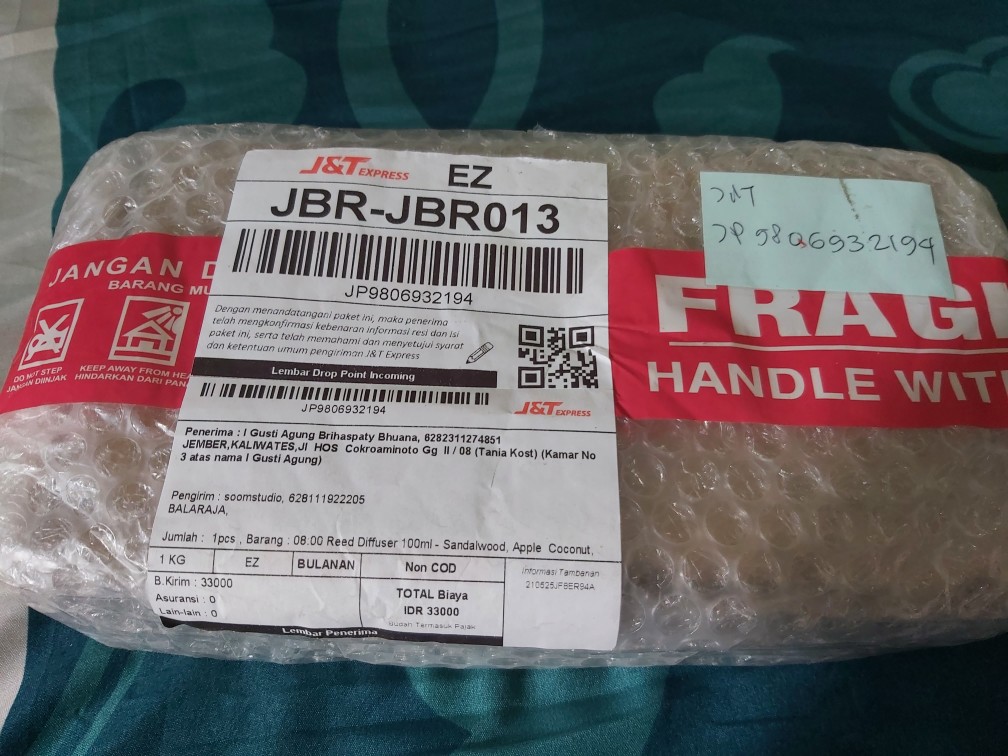 J&T EXPRESS EZ
JBR-JBR013
JP9806932194
Dengan menandatangani paket ini, maka penerima
telah mengkonfirmasi kebenaran informasi resi dan isi
paket ini, serta telah memahami dan menyetujui syarat
dan ketentuan umum pengiriman J&T Express
Lembar Drop Point Incoming
JP9806932194
J&T EXPRESS
Penerima : I Gusti Agung Brihaspaty Bhuana, 6282311274851
JEMBER,KALIWATES,Jl HOS Cokroaminoto Gg II / 08 (Tania Kost) (Kamar No
3 atas nama I Gusti Agung)
Pengirim : soomstudio, 628111922205
BALARAJA,
Jumlah : 1pcs , Barang : 08:00 Reed Diffuser 100ml - Sandalwood, Apple Coconut,
1 KG EZ BULANAN Non COD
B.Kirim : 33000
Asuransi : 0
Lain-lain : 0
TOTAL Biaya
IDR 33000
Sudah Termasuk Pajak
Informasi Tambahan
210525JF6ER94A
Lembar Penerima
JANGAN D
BARANG MU
DO NOT STEP
JANGAN DIINJAK
KEEP AWAY FROM HEA
HINDARKAN DARI PAN
JNT
JP9806932194
FRAGI
HANDLE WIT